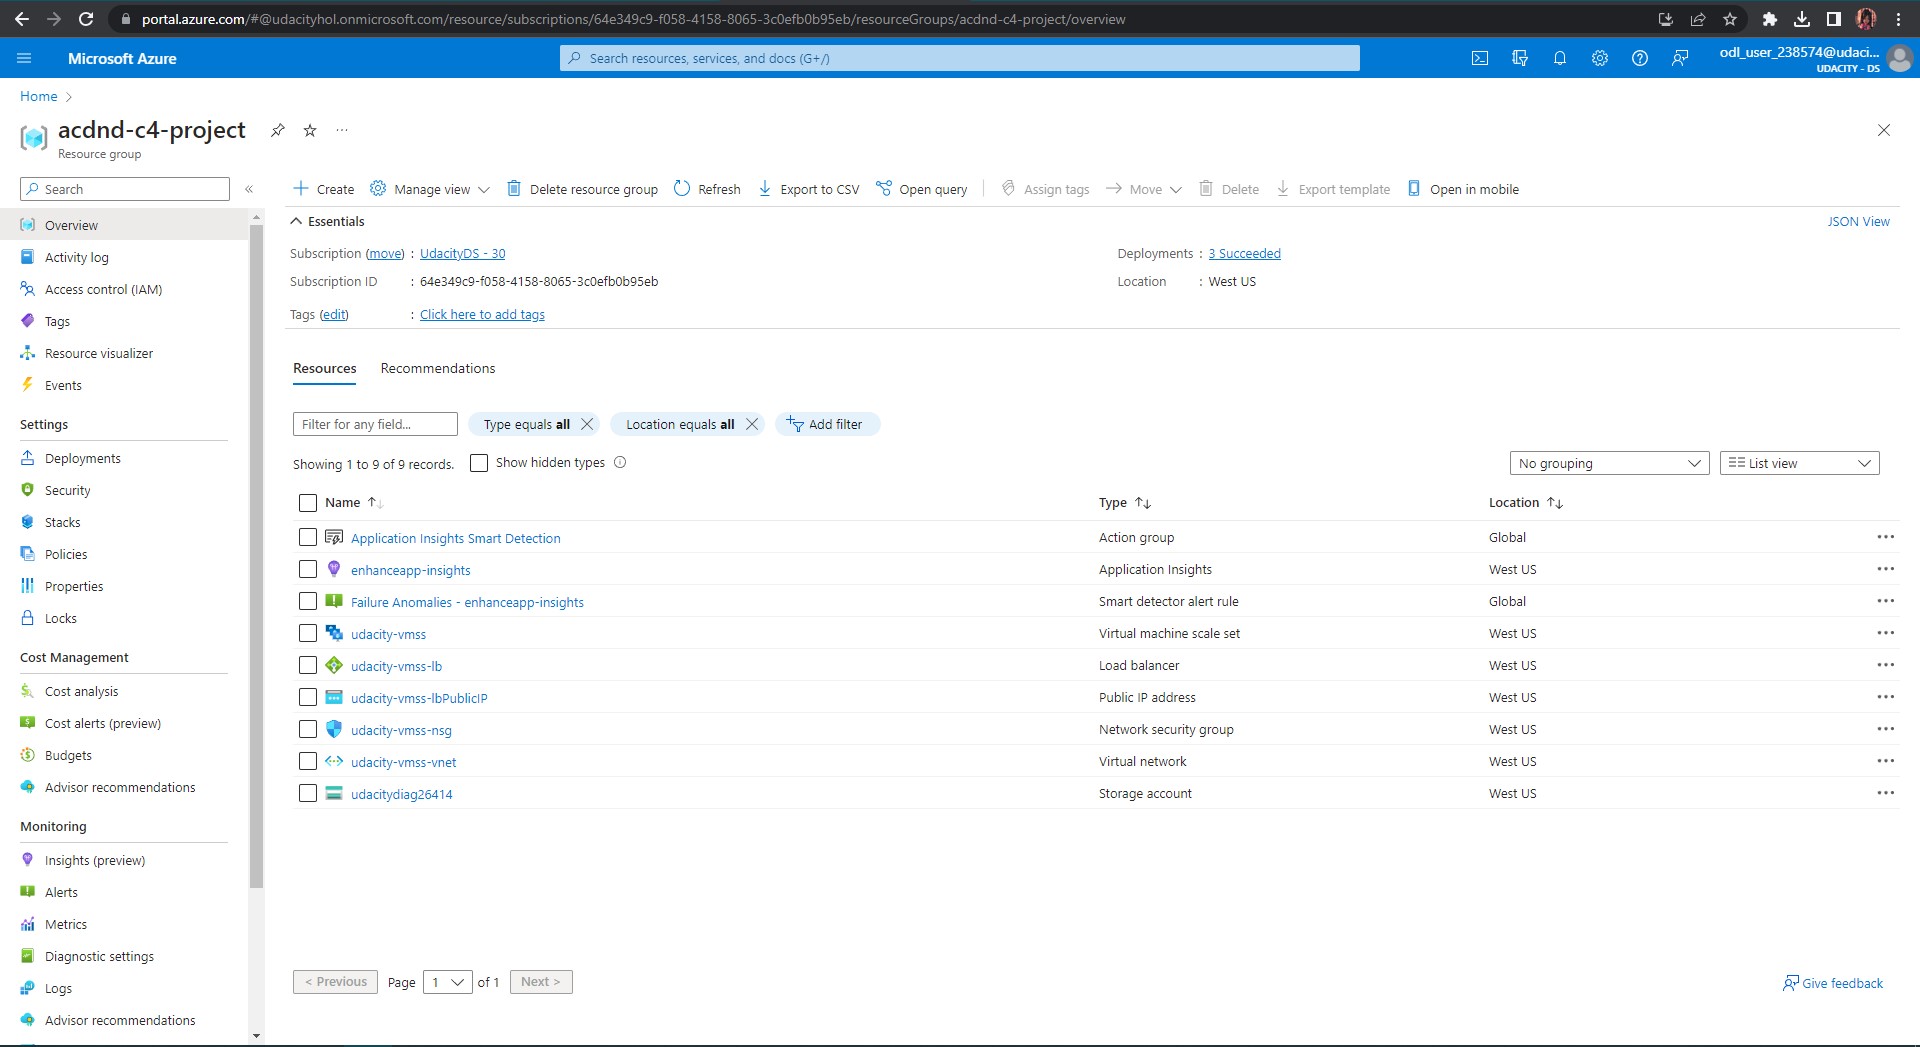 portal.azure.com/#@udacityhol.onmicrosoft.com/resource/subscriptions/64e349c9-f058-4158-8065-3c0efb0b95eb/resourceGroups/acdnd-c4-project/overview
Microsoft Azure
Search resources, services, and docs (G+/)
odl_user_238574@udaci...
UDACITY - DS
Home
acdnd-c4-project
Resource group
Search
Overview
Activity log
Access control (IAM)
Tags
Resource visualizer
Events
Settings
Deployments
Security
Stacks
Policies
Properties
Locks
Cost Management
Cost analysis
Cost alerts (preview)
Budgets
Advisor recommendations
Monitoring
Insights (preview)
Alerts
Metrics
Diagnostic settings
Logs
Advisor recommendations
Create Manage view Delete resource group Refresh Export to CSV Open query Assign tags Move Delete Export template Open in mobile
Essentials JSON View
Subscription (move) : UdacityDS - 30 Deployments : 3 Succeeded
Subscription ID : 64e349c9-f058-4158-8065-3c0efb0b95eb Location : West US
Tags (edit) : Click here to add tags
Resources Recommendations
Filter for any field... Type equals all Location equals all Add filter
Showing 1 to 9 of 9 records. Show hidden types No grouping List view
Name Type Location
Application Insights Smart Detection Action group Global
enhanceapp-insights Application Insights West US
Failure Anomalies - enhanceapp-insights Smart detector alert rule Global
udacity-vmss Virtual machine scale set West US
udacity-vmss-lb Load balancer West US
udacity-vmss-lbPublicIP Public IP address West US
udacity-vmss-nsg Network security group West US
udacity-vmss-vnet Virtual network West US
udacitydiag26414 Storage account West US
< Previous Page 1 of 1 Next > Give feedback